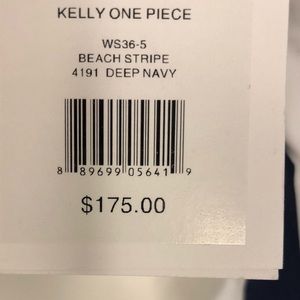 KELLY ONE PIECE
WS36-5
BEACH STRIPE
4191 DEEP NAVY
8 89699 05641 9
$175.00